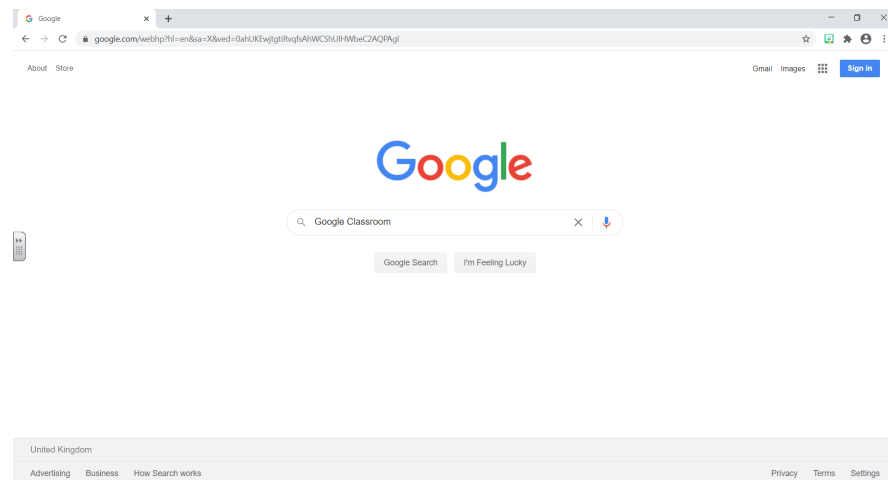 Google
google.com/webhp?hl=en&sa=X&ved=0ahUKEwjtgtiRvqfsAhWCShUIHWbeC2AQPAgI
About Store Gmail Images Sign in
Google
Google Classroom
Google Search I'm Feeling Lucky
United Kingdom
Advertising Business How Search works Privacy Terms Settings